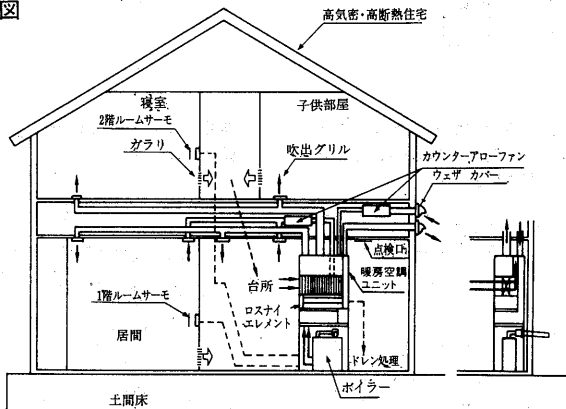 図
高気密・高断熱住宅
寝室
子供部屋
2階ルームサーモ
ガラリ
吹出グリル
カウンターアローファン
ウェザカバー
点検口
台所
暖房空調
ユニット
1階ルームサーモ
ロスナイ
エレメント
居間
ドレン処理
ボイラー
土間床